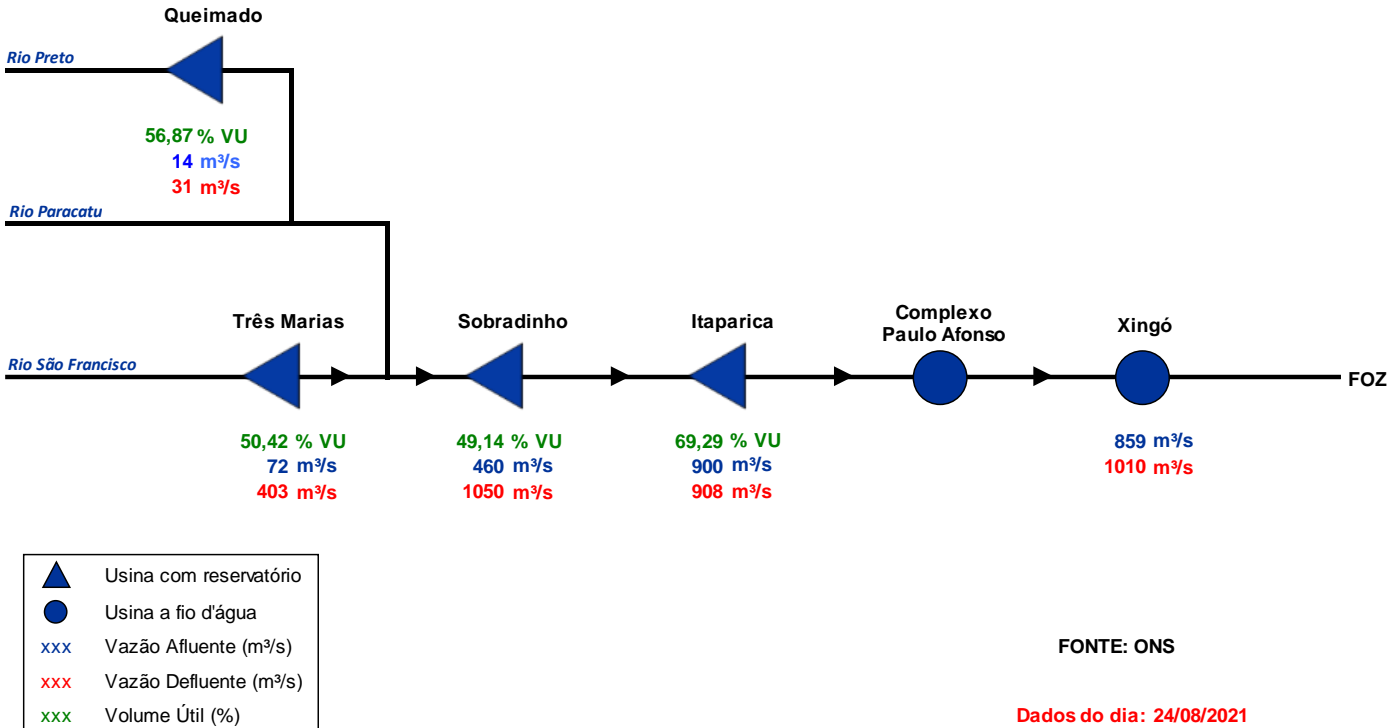 Queimado
Rio Preto
56,87 % VU
14 m³/s
31 m³/s
Rio Paracatu
Três Marias
Sobradinho
Itaparica
Complexo
Paulo Afonso
Xingó
Rio São Francisco
FOZ
50,42 % VU
72 m³/s
403 m³/s
49,14 % VU
460 m³/s
1050 m³/s
69,29 % VU
900 m³/s
908 m³/s
859 m³/s
1010 m³/s
Usina com reservatório
Usina a fio d'água
xxx Vazão Afluente (m³/s)
xxx Vazão Defluente (m³/s)
xxx Volume Útil (%)
FONTE: ONS
Dados do dia: 24/08/2021